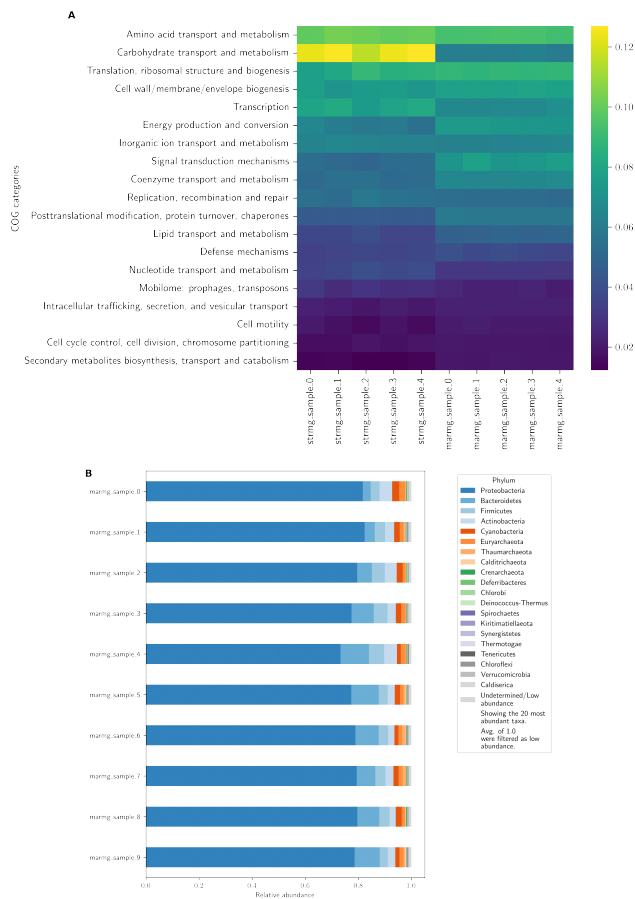 A
COG categories
Amino acid transport and metabolism
Carbohydrate transport and metabolism
Translation, ribosomal structure and biogenesis
Cell wall/membrane/envelope biogenesis
Transcription
Energy production and conversion
Inorganic ion transport and metabolism
Signal transduction mechanisms
Coenzyme transport and metabolism
Replication, recombination and repair
Posttranslational modification, protein turnover, chaperones
Lipid transport and metabolism
Defense mechanisms
Nucleotide transport and metabolism
Mobilome: prophages, transposons
Intracellular trafficking, secretion, and vesicular transport
Cell motility
Cell cycle control, cell division, chromosome partitioning
Secondary metabolites biosynthesis, transport and catabolism
strmg_sample_0
strmg_sample_1
strmg_sample_2
strmg_sample_3
strmg_sample_4
marmg_sample_0
marmg_sample_1
marmg_sample_2
marmg_sample_3
marmg_sample_4
0.12
0.10
0.08
0.06
0.04
0.02
B
marmg_sample_0
marmg_sample_1
marmg_sample_2
marmg_sample_3
marmg_sample_4
marmg_sample_5
marmg_sample_6
marmg_sample_7
marmg_sample_8
marmg_sample_9
0.0 0.2 0.4 0.6 0.8 1.0
Relative abundance
Phylum
Proteobacteria
Bacteroidetes
Firmicutes
Actinobacteria
Cyanobacteria
Euryarchaeota
Thaumarchaeota
Calditrichaeota
Crenarchaeota
Deferribacteres
Chlorobi
Deinococcus-Thermus
Spirochaetes
Kiritimatiellaeota
Synergistetes
Thermotogae
Tenericutes
Chloroflexi
Verrucomicrobia
Caldiserica
Undetermined/Low
abundance
Showing the 20 most
abundant taxa.
Avg. of 1.0
were filtered as low
abundance.